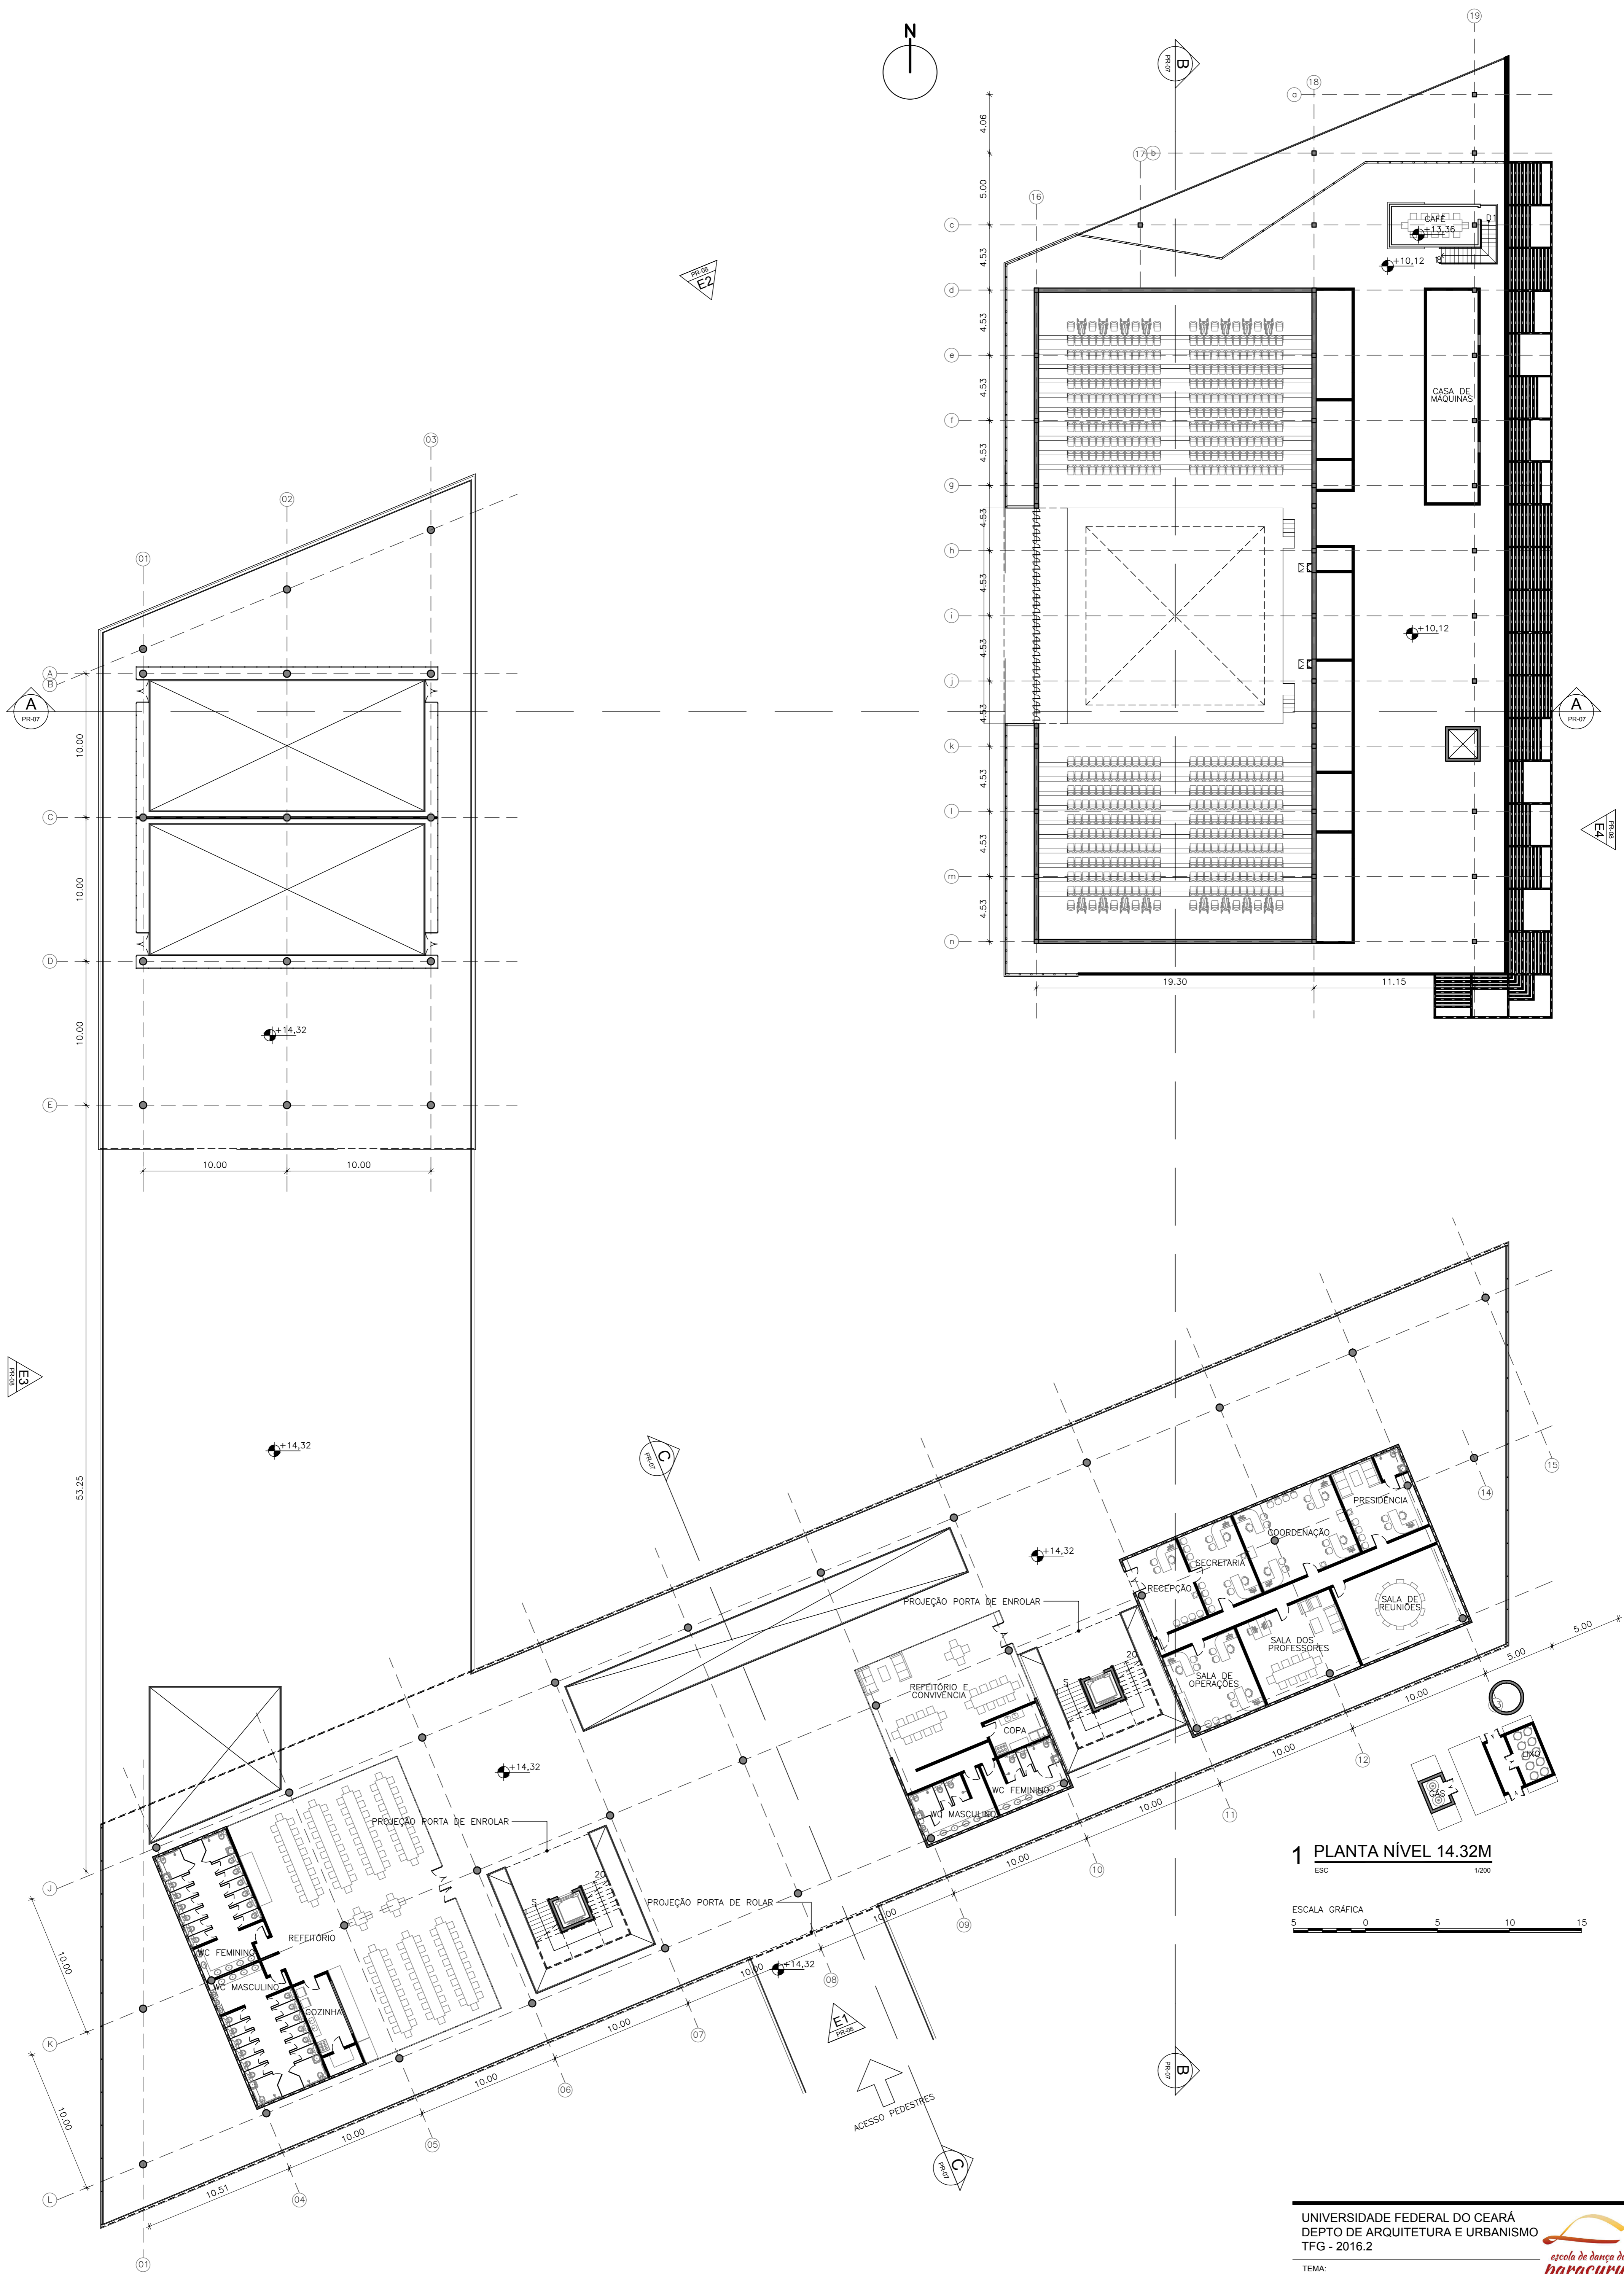 N
19
B
PR-07
18
a
4.06
17
b
5.00
16
c
CAFÉ
D1
+13,36
+10,12
4.53
d
PR-08
E2
4.53
e
4.53
CASA DE
MÁQUINAS
f
4.53
03
g
02
4.53
h
01
4.53
i
+10,12
4.53
A
B
j
A
PR-07
A
PR-07
4.53
10.00
k
4.53
C
l
PR-08
E4
4.53
10.00
m
4.53
D
n
19.30
11.15
10.00
+14,32
E
10.00
10.00
E3
PR-08
+14,32
53.25
C
PR-07
15
14
PRESIDÊNCIA
COORDENAÇÃO
+14,32
SECRETARIA
RECEPÇÃO
PROJEÇÃO PORTA DE ENROLAR
SALA DE
REUNIÕES
5.00
SALA DOS
PROFESSORES
5.00
20
S
SALA DE
OPERAÇÕES
REFEITÓRIO E
CONVIVÊNCIA
10.00
COPA
10.00
12
LIXO
+14,32
WC FEMININO
GÁS
WC MASCULINO
10.00
11
PROJEÇÃO PORTA DE ENROLAR
1 PLANTA NÍVEL 14.32M
ESC 1/200
10.00
10
J
20
S
PROJEÇÃO PORTA DE ROLAR
10.00
09
ESCALA GRÁFICA
5 0 5 10 15
REFEITÓRIO
WC FEMININO
10.00
WC MASCULINO
+14,32
10.00
08
COZINHA
E1
PR-08
10.00
07
K
B
PR-07
10.00
06
ACESSO PEDESTRES
10.00
10.00
05
C
PR-07
10.51
04
L
01
UNIVERSIDADE FEDERAL DO CEARÁ
DEPTO DE ARQUITETURA E URBANISMO
TFG - 2016.2
escola de dança de
paracuru
TEMA: